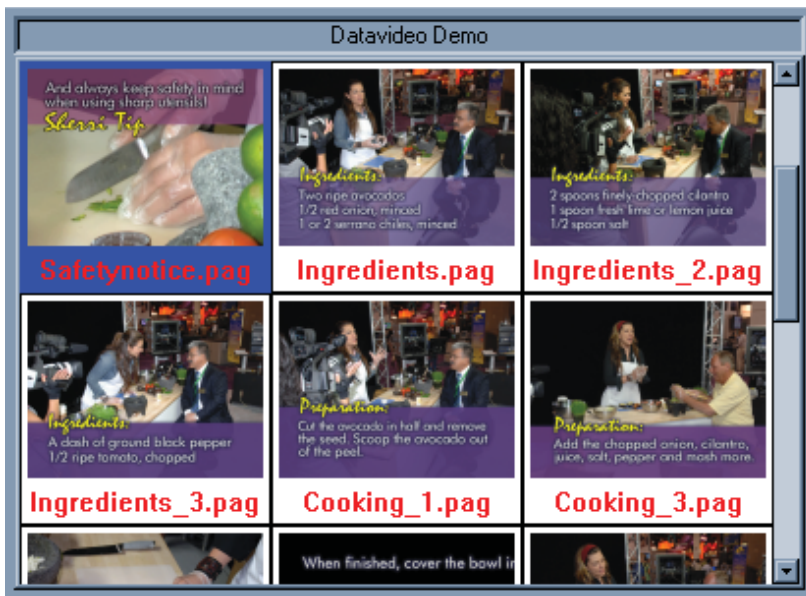 Datavideo Demo
And always keep safety in mind
when using sharp utensils!
Sherri Tip
Safetynotice.pag
Ingredients:
Two ripe avocados
1/2 red onion, minced
1 or 2 serrano chiles, minced
Ingredients.pag
Ingredients:
2 spoons finely-chopped cilantro
1 spoon fresh lime or lemon juice
1/2 spoon salt
Ingredients_2.pag
Ingredients:
A dash of ground black pepper
1/2 ripe tomato, chopped
Ingredients_3.pag
Preparation:
Cut the avocado in half and remove
the seed. Scoop the avocado out
of the peel.
Cooking_1.pag
Preparation:
Add the chopped onion, cilantro,
juice, salt, pepper and mash more.
Cooking_3.pag
When finished, cover the bowl in